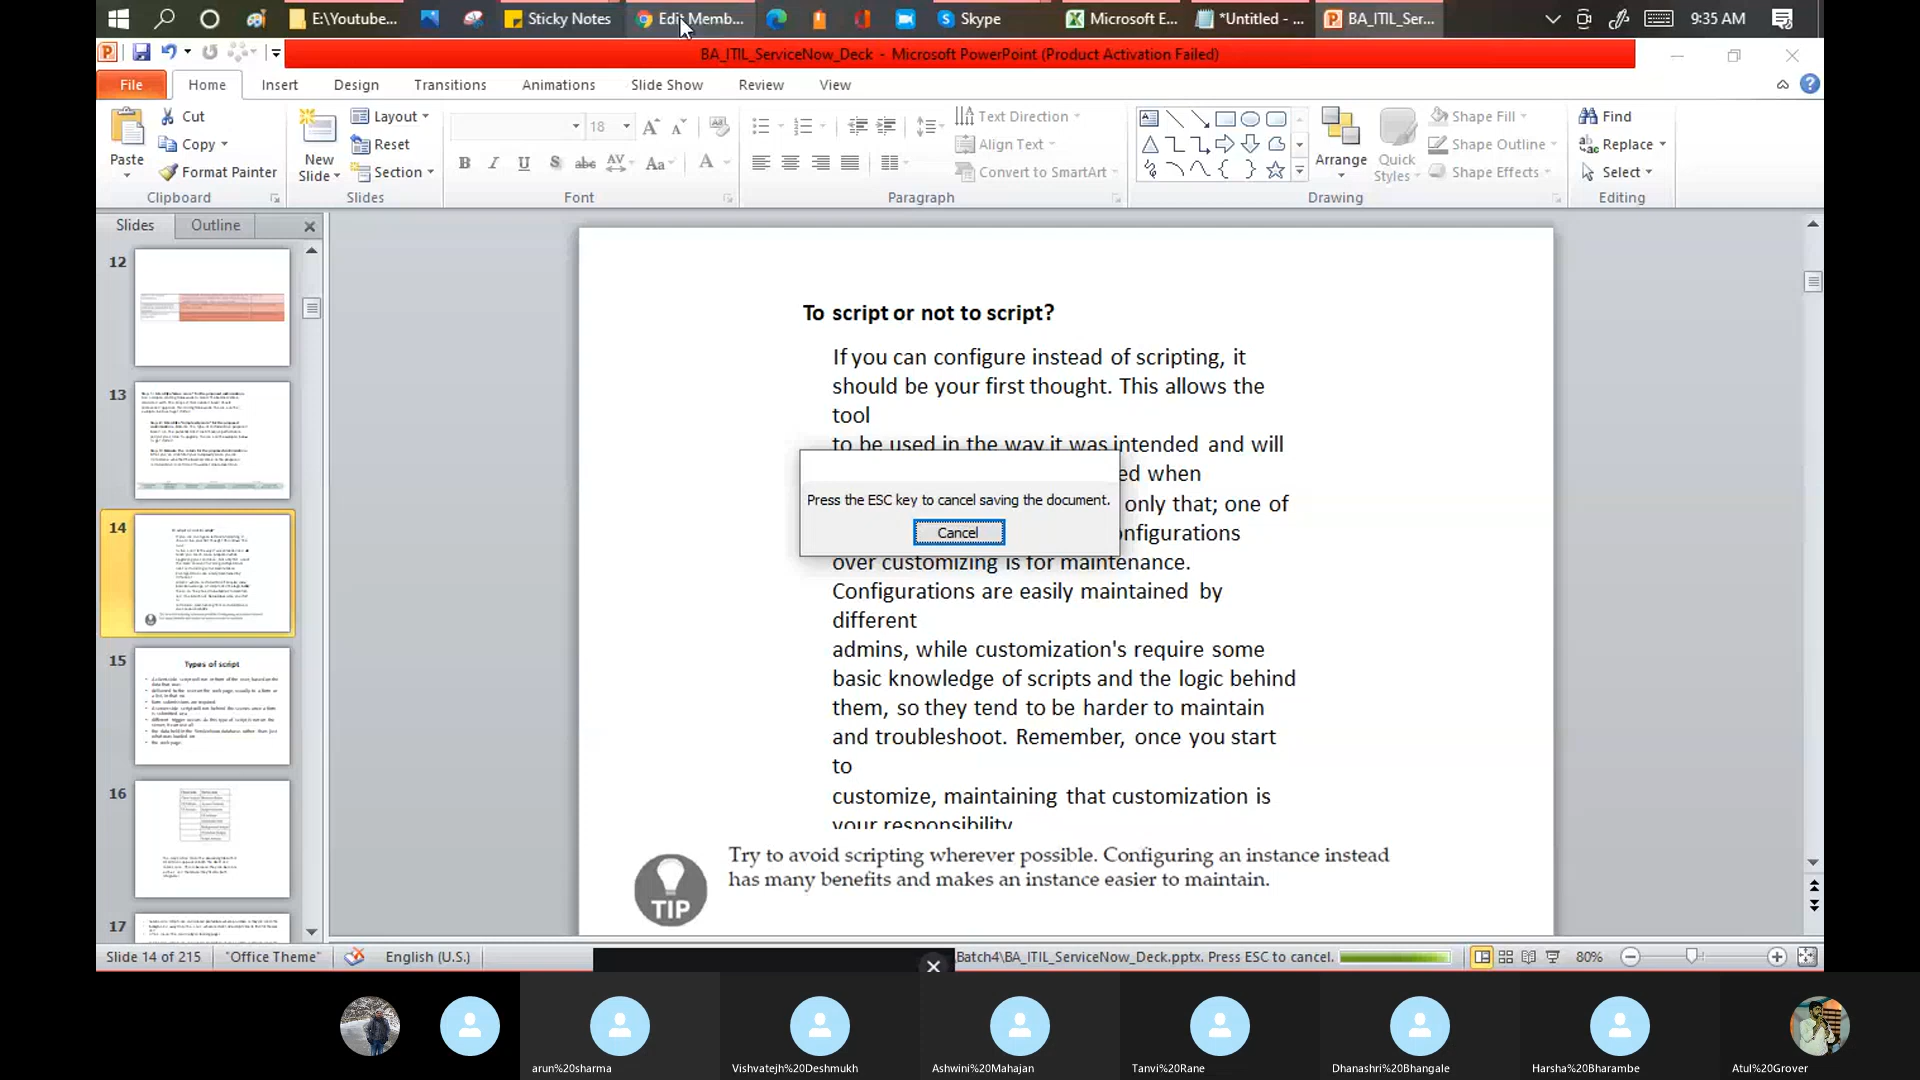 E:\Youtube...
Sticky Notes
Edit Memb...
Skype
Microsoft E...
*Untitled - ...
BA_ITIL_Ser...
9:35 AM
BA_ITIL_ServiceNow_Deck - Microsoft PowerPoint (Product Activation Failed)
File
Home
Insert
Design
Transitions
Animations
Slide Show
Review
View
Paste
Cut
Copy
Format Painter
Clipboard
New Slide
Layout
Reset
Section
Slides
18
Font
Paragraph
Text Direction
Align Text
Convert to SmartArt
Arrange
Quick Styles
Shape Fill
Shape Outline
Shape Effects
Drawing
Find
Replace
Select
Editing
Slides
Outline
12
13
14
15
Types of script
16
17
To script or not to script?
If you can configure instead of scripting, it
should be your first thought. This allows the
tool
to be used in the way it was intended and will
ed when
only that; one of
onfigurations
over customizing is for maintenance.
Configurations are easily maintained by
different
admins, while customization's require some
basic knowledge of scripts and the logic behind
them, so they tend to be harder to maintain
and troubleshoot. Remember, once you start
to
customize, maintaining that customization is
your responsibility
Press the ESC key to cancel saving the document.
Cancel
TIP
Try to avoid scripting wherever possible. Configuring an instance instead
has many benefits and makes an instance easier to maintain.
Slide 14 of 215
"Office Theme"
English (U.S.)
\Batch4\BA_ITIL_ServiceNow_Deck.pptx. Press ESC to cancel.
80%
arun%20sharma
Vishvatejh%20Deshmukh
Ashwini%20Mahajan
Tanvi%20Rane
Dhanashri%20Bhangale
Harsha%20Bharambe
Atul%20Grover